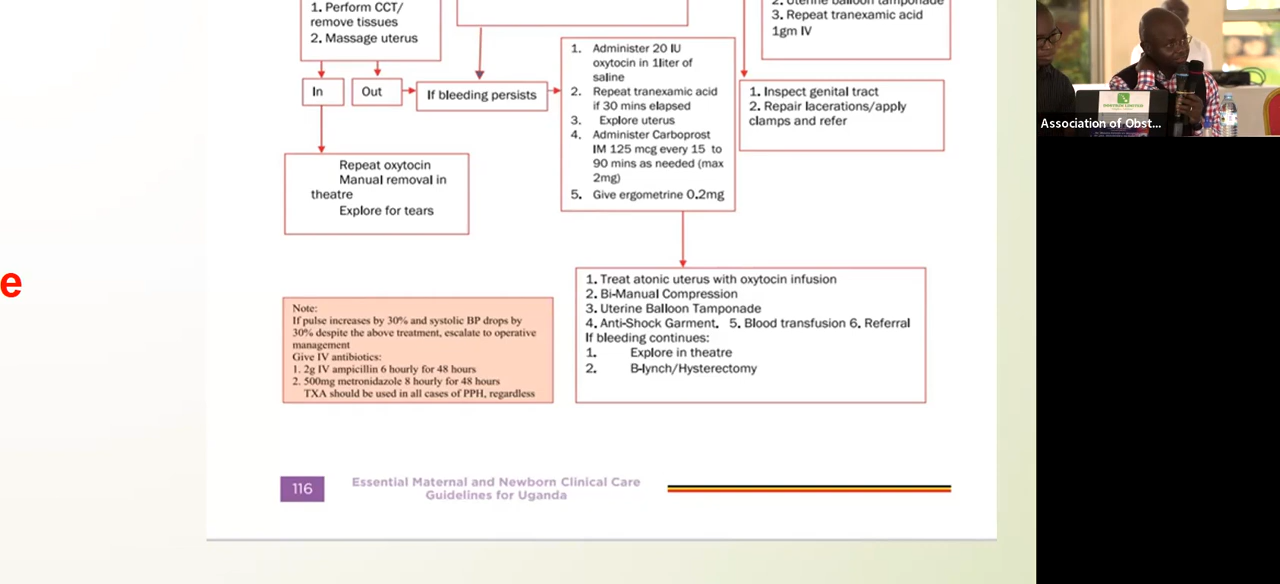 1. Perform CCT/
remove tissues
2. Massage uterus
3. Repeat tranexamic acid
1gm IV
In
Out
If bleeding persists
1. Administer 20 IU
oxytocin in 1liter of
saline
2. Repeat tranexamic acid
if 30 mins elapsed
3. Explore uterus
4. Administer Carboprost
IM 125 mcg every 15 to
90 mins as needed (max
2mg)
5. Give ergometrine 0.2mg
1. Inspect genital tract
2. Repair lacerations/apply
clamps and refer
Repeat oxytocin
Manual removal in
theatre
Explore for tears
e
Note:
If pulse increases by 30% and systolic BP drops by
30% despite the above treatment, escalate to operative
management
Give IV antibiotics:
1. 2g IV ampicillin 6 hourly for 48 hours
2. 500mg metronidazole 8 hourly for 48 hours
TXA should be used in all cases of PPH, regardless
1. Treat atonic uterus with oxytocin infusion
2. Bi-Manual Compression
3. Uterine Balloon Tamponade
4. Anti-Shock Garment. 5. Blood transfusion 6. Referral
If bleeding continues:
1. Explore in theatre
2. B-lynch/Hysterectomy
116
Essential Maternal and Newborn Clinical Care
Guidelines for Uganda
Association of Obst...